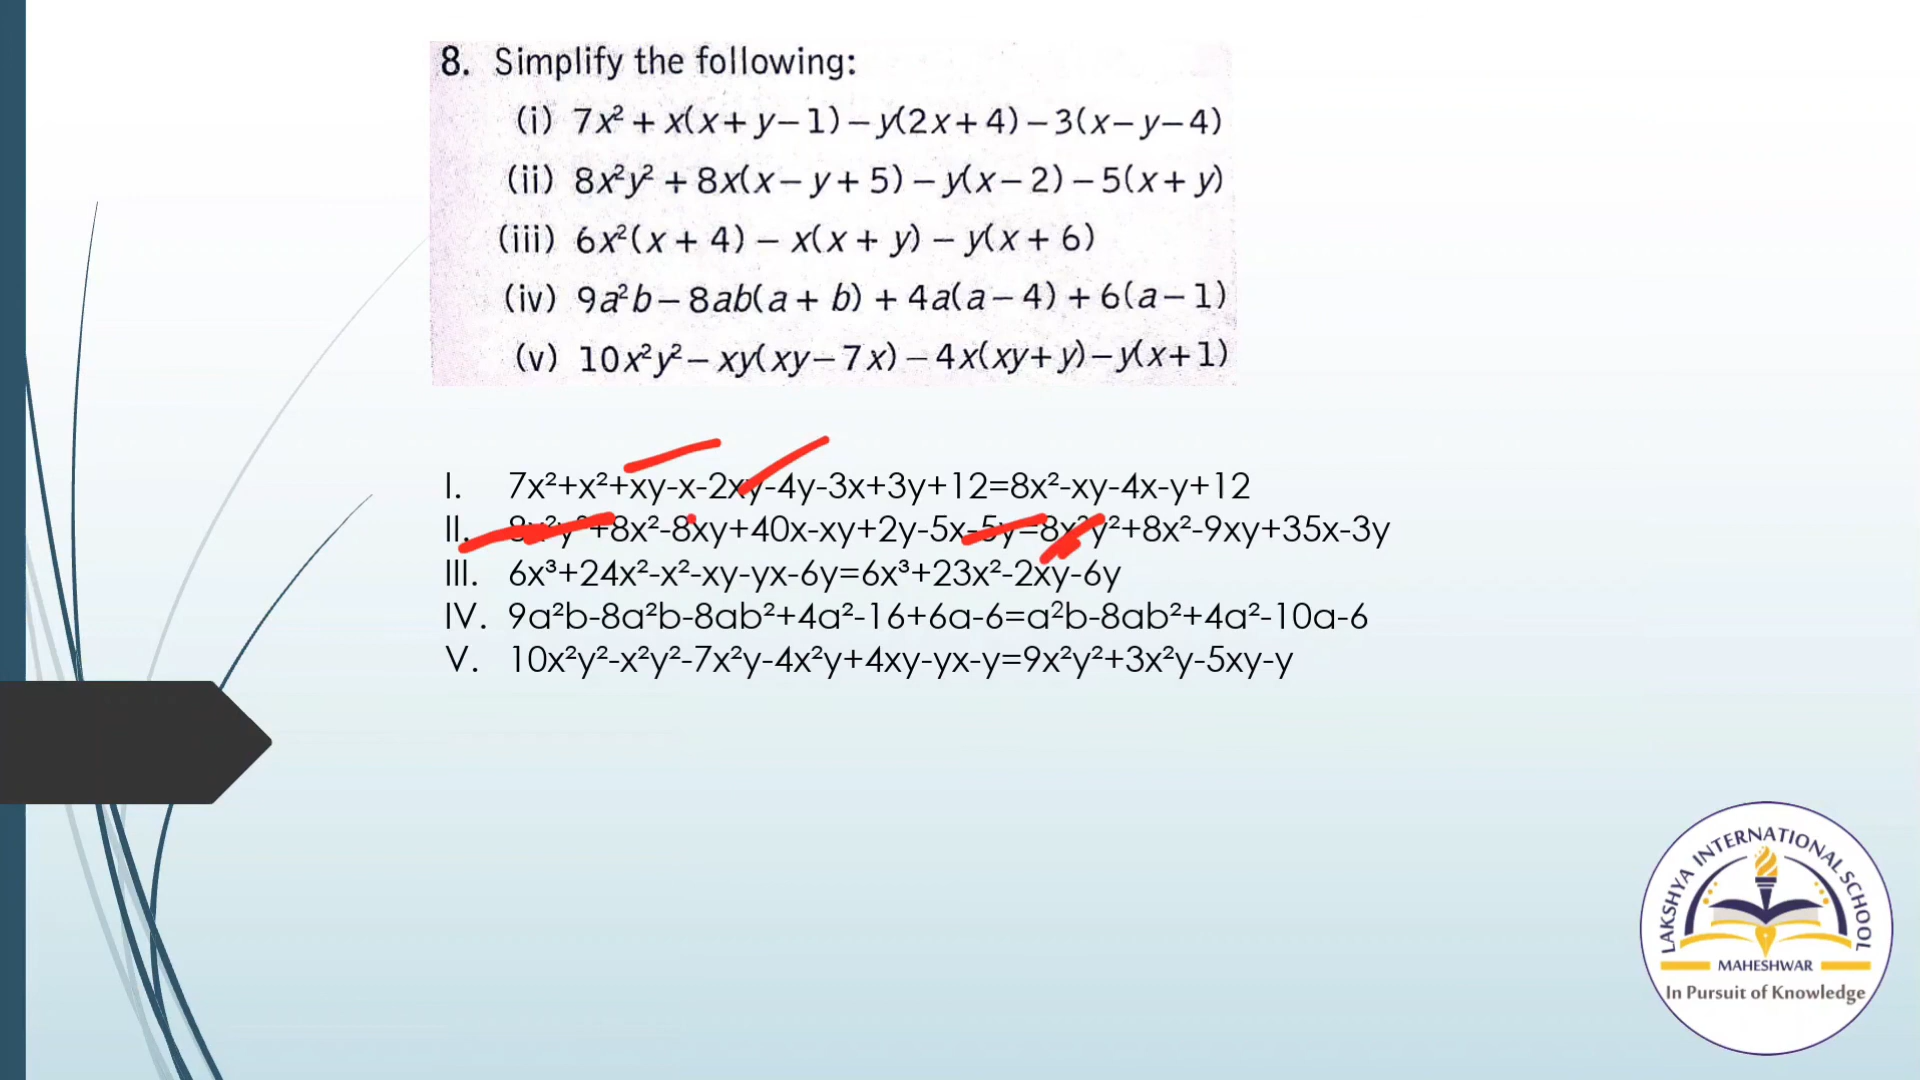 8. Simplify the following:
(i) 7x² + x(x + y – 1) – y(2x + 4) – 3(x – y – 4)
(ii) 8x²y² + 8x(x – y + 5) – y(x – 2) – 5(x + y)
(iii) 6x²(x + 4) – x(x + y) – y(x + 6)
(iv) 9a²b – 8ab(a + b) + 4a(a – 4) + 6(a – 1)
(v) 10x²y² – xy(xy – 7x) – 4x(xy + y) – y(x + 1)
I. 7x²+x²+xy-x-2xy-4y-3x+3y+12=8x²-xy-4x-y+12
II. 8x²y²+8x²-8xy+40x-xy+2y-5x-5y=8x²y²+8x²-9xy+35x-3y
III. 6x³+24x²-x²-xy-yx-6y=6x³+23x²-2xy-6y
IV. 9a²b-8a²b-8ab²+4a²-16+6a-6=a²b-8ab²+4a²-10a-6
V. 10x²y²-x²y²-7x²y-4x²y+4xy-yx-y=9x²y²+3x²y-5xy-y
LAKSHYA INTERNATIONAL SCHOOL
MAHESHWAR
In Pursuit of Knowledge